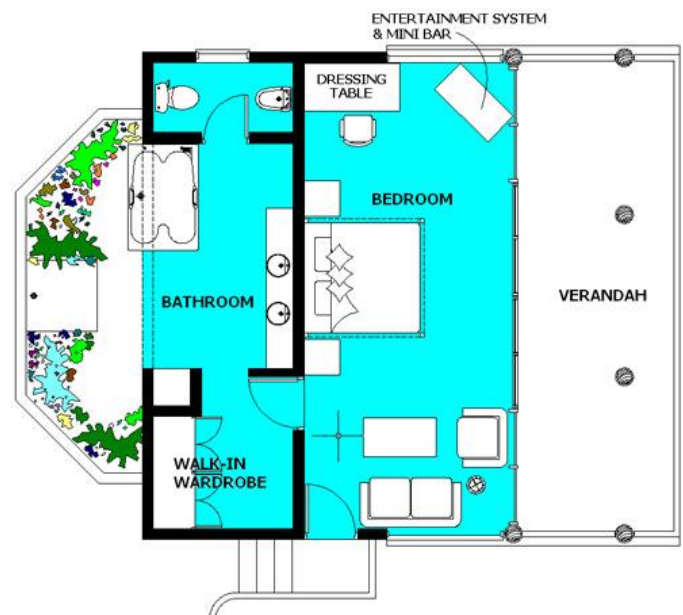 ENTERTAINMENT SYSTEM
& MINI BAR
DRESSING
TABLE
BEDROOM
BATHROOM
VERANDAH
WALK-IN
WARDROBE